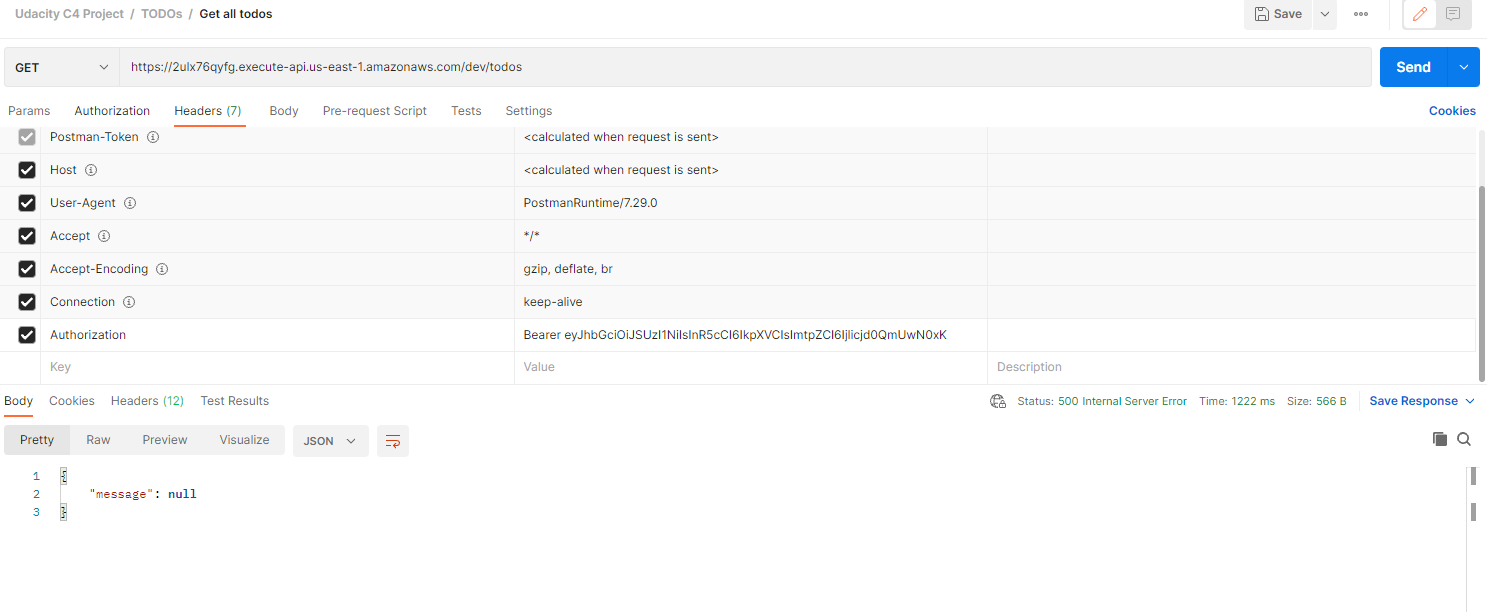 Udacity C4 Project / TODOs / Get all todos
Save
GET https://2ulx76qyfg.execute-api.us-east-1.amazonaws.com/dev/todos
Send
Params Authorization Headers (7) Body Pre-request Script Tests Settings Cookies
Postman-Token <calculated when request is sent>
Host <calculated when request is sent>
User-Agent PostmanRuntime/7.29.0
Accept */*
Accept-Encoding gzip, deflate, br
Connection keep-alive
Authorization Bearer eyJhbGciOiJSUzI1NiIsInR5cCI6IkpXVCIsImtpZCI6Ijlicjd0QmUwN0xK
Key Value Description
Body Cookies Headers (12) Test Results Status: 500 Internal Server Error Time: 1222 ms Size: 566 B Save Response
Pretty Raw Preview Visualize JSON
1 {
2 "message": null
3 }